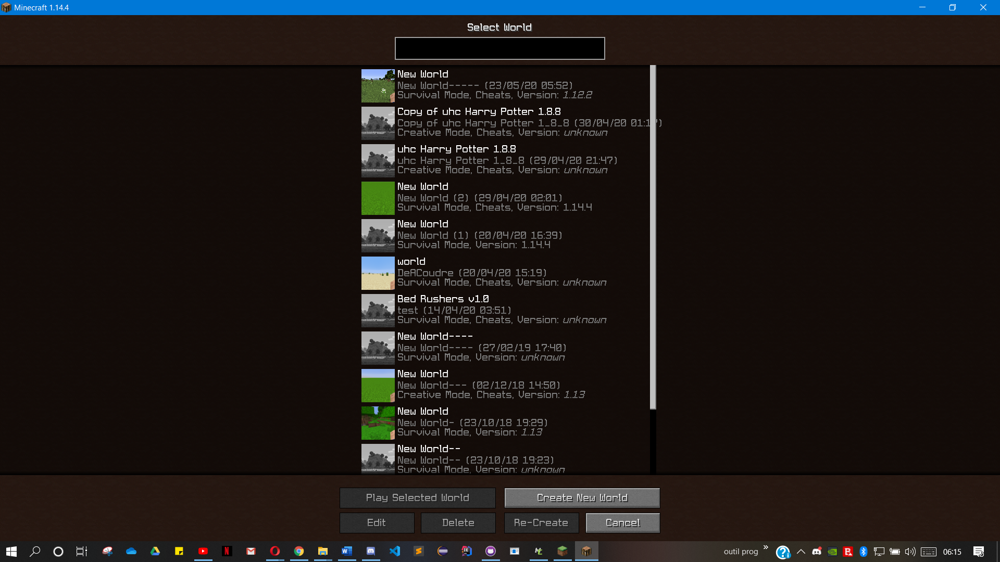 Minecraft 1.14.4
Select World
New World
New World----- (23/05/20 05:52)
Survival Mode, Cheats, Version: 1.12.2
Copy of uhc Harry Potter 1.8.8
Copy of uhc Harry Potter 1_8_8 (30/04/20 01:17)
Creative Mode, Cheats, Version: unknown
uhc Harry Potter 1.8.8
uhc Harry Potter 1_8_8 (29/04/20 21:47)
Creative Mode, Cheats, Version: unknown
New World
New World (2) (29/04/20 02:01)
Survival Mode, Cheats, Version: 1.14.4
New World
New World (1) (20/04/20 16:39)
Survival Mode, Version: 1.14.4
world
DeACoudre (20/04/20 15:19)
Survival Mode, Cheats, Version: unknown
Bed Rushers v1.0
test (14/04/20 03:51)
Survival Mode, Cheats, Version: unknown
New World----
New World---- (27/02/19 17:40)
Survival Mode, Version: unknown
New World
New World--- (02/12/18 14:50)
Creative Mode, Cheats, Version: 1.13
New World
New World- (23/10/18 19:29)
Survival Mode, Version: 1.13
New World--
New World-- (23/10/18 19:23)
Survival Mode, Version: unknown
Play Selected World
Create New World
Edit
Delete
Re-Create
Cancel
outil prog
06:15